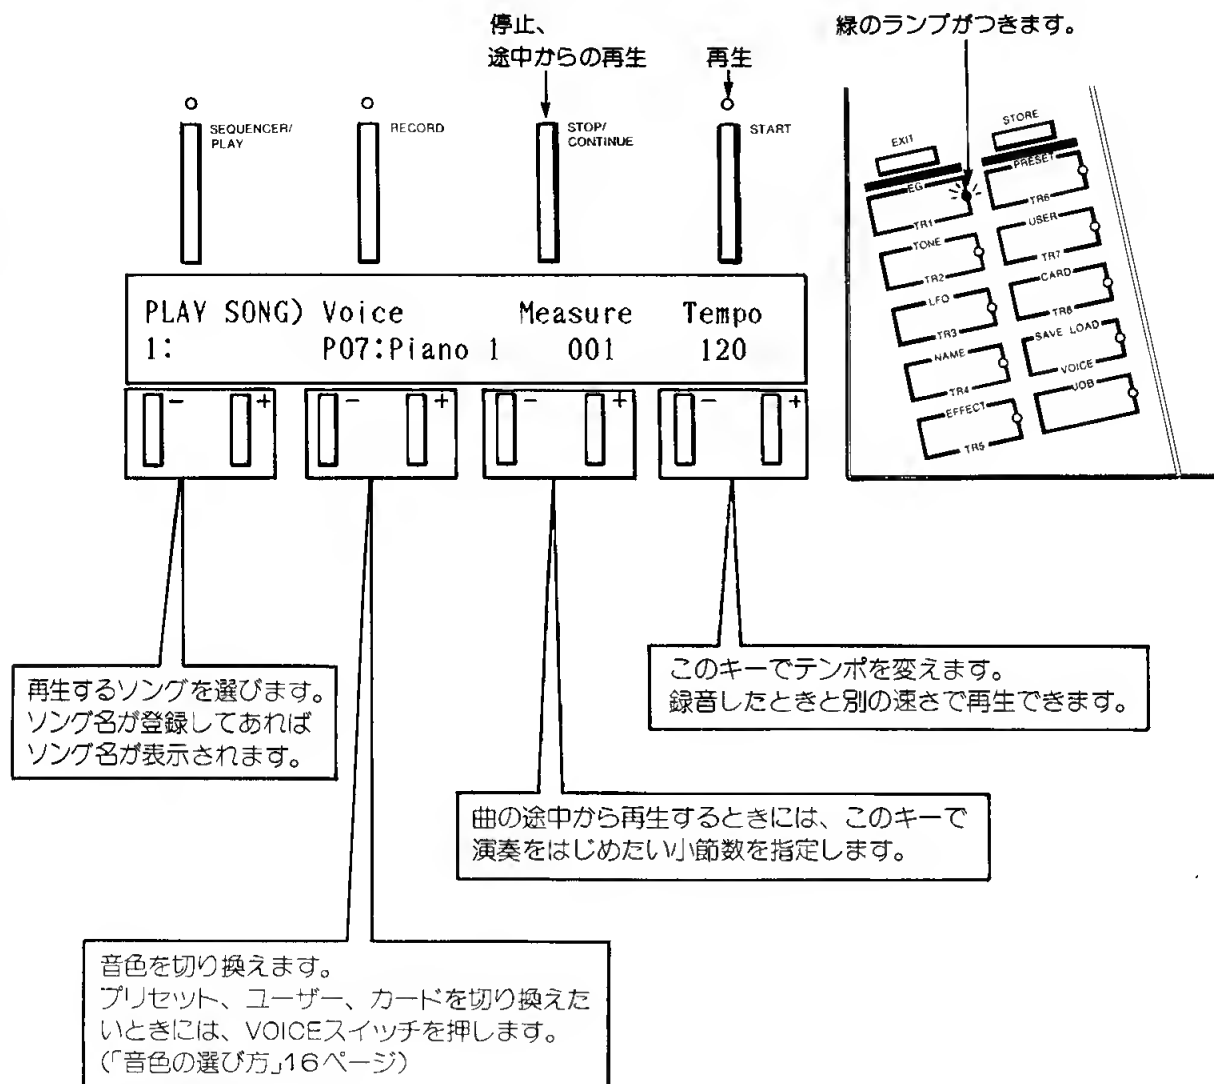 停止、
途中からの再生
再生
緑のランプがつきます。
SEQUENCER/
PLAY
RECORD
STOP/
CONTINUE
START
PLAY SONG) Voice Measure Tempo
1: P07:Piano 1 001 120
- + - + - + - +
EXIT
STORE
EG
TR1
PRESET
TR6
TONE
TR2
USER
TR7
LFO
TR3
CARD
TR8
NAME
TR4
SAVE LOAD
VOICE
EFFECT
TR5
JOB
再生するソングを選びます。
ソング名が登録してあれば
ソング名が表示されます。
このキーでテンポを変えます。
録音したときと別の速さで再生できます。
曲の途中から再生するときには、このキーで
演奏をはじめたい小節数を指定します。
音色を切り換えます。
プリセット、ユーザー、カードを切り換えた
いときには、VOICEスイッチを押します。
(「音色の選び方」16ページ)